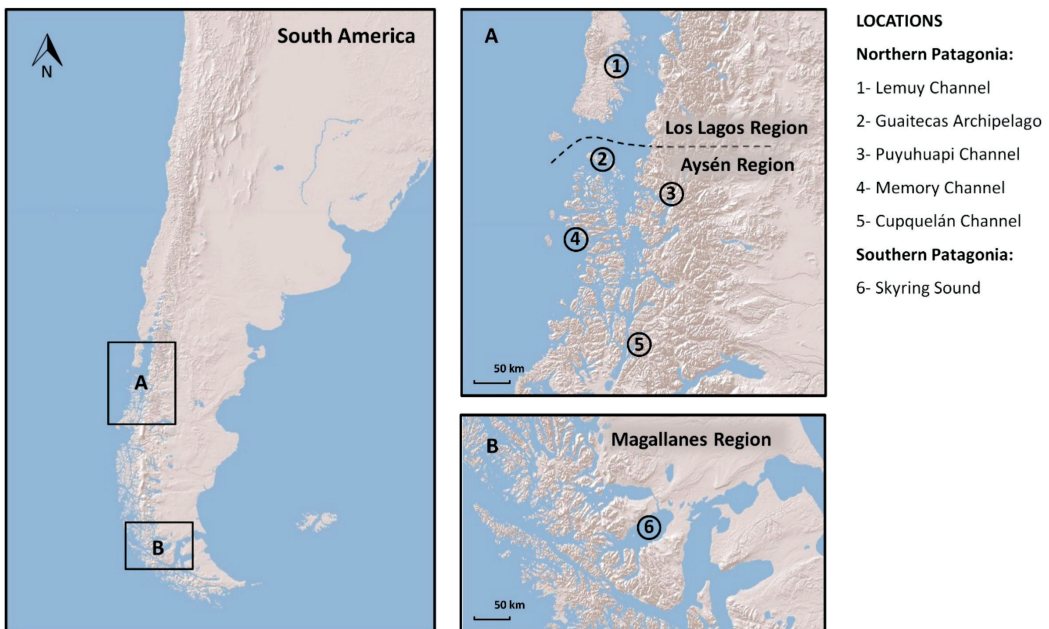 South America
N
A
B
A
1
Los Lagos Region
2
Aysén Region
3
4
5
50 km
B
Magallanes Region
6
50 km
LOCATIONS
Northern Patagonia:
1- Lemuy Channel
2- Guaitecas Archipelago
3- Puyuhuapi Channel
4- Memory Channel
5- Cupquelán Channel
Southern Patagonia:
6- Skyring Sound